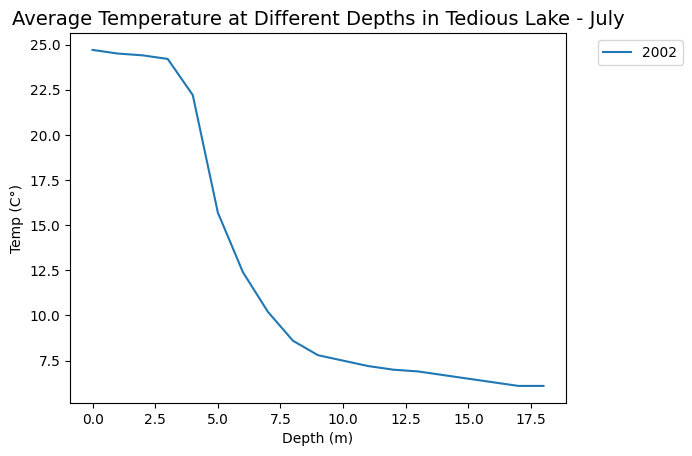 Average Temperature at Different Depths in Tedious Lake - July
2002
Temp (C°)
25.0
22.5
20.0
17.5
15.0
12.5
10.0
7.5
0.0 2.5 5.0 7.5 10.0 12.5 15.0 17.5
Depth (m)